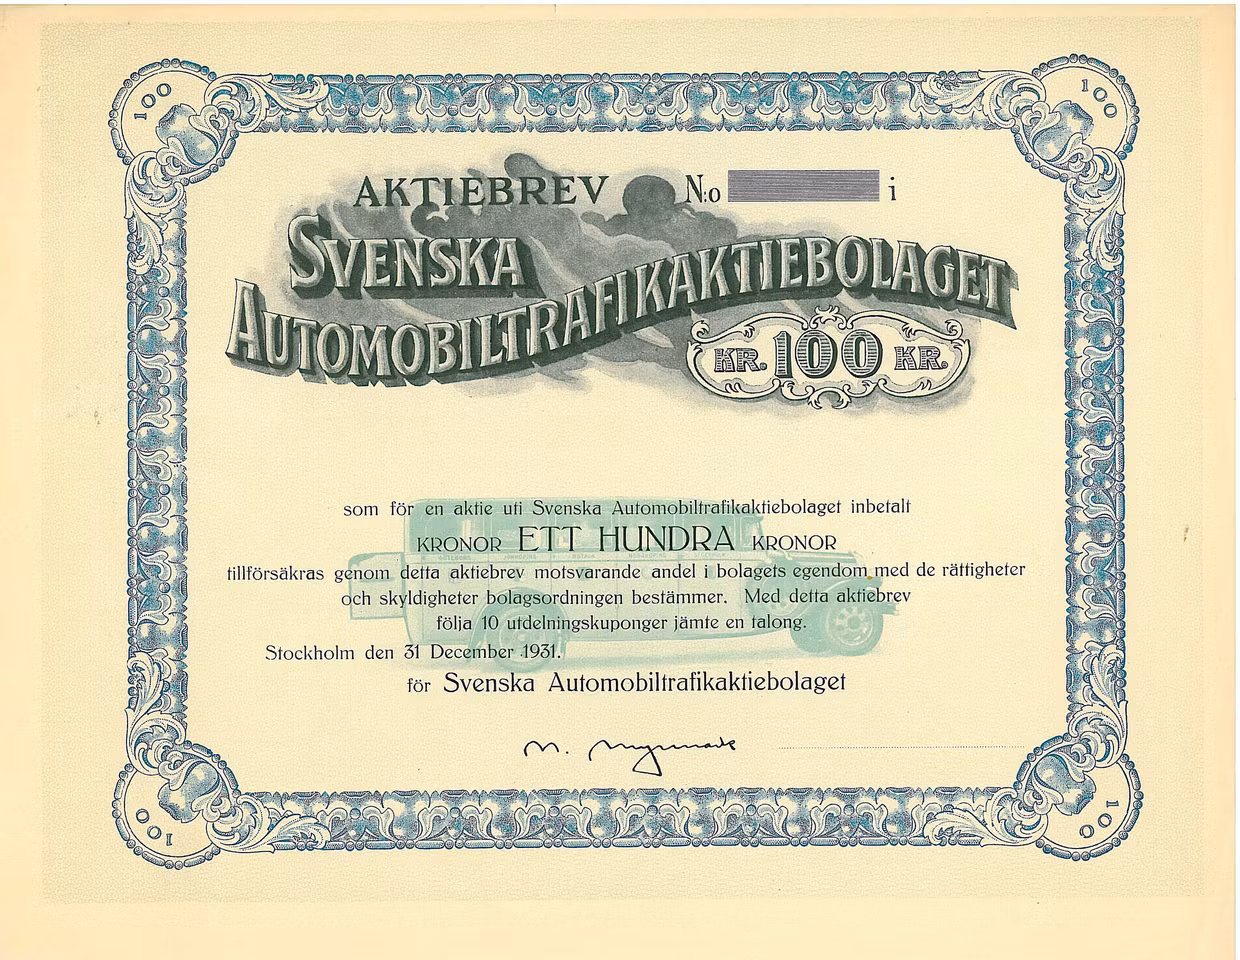 100
100
AKTIEBREV N:o i
SVENSKA
AUTOMOBILTRAFIKAKTIEBOLAGET
KR. 100 KR.
som för en aktie uti Svenska Automobiltrafikaktiebolaget inbetalt
KRONOR ETT HUNDRA KRONOR
tillförsäkras genom detta aktiebrev motsvarande andel i bolagets egendom med de rättigheter
och skyldigheter bolagsordningen bestämmer. Med detta aktiebrev
följa 10 utdelningskuponger jämte en talong.
Stockholm den 31 December 1931.
för Svenska Automobiltrafikaktiebolaget
100
100